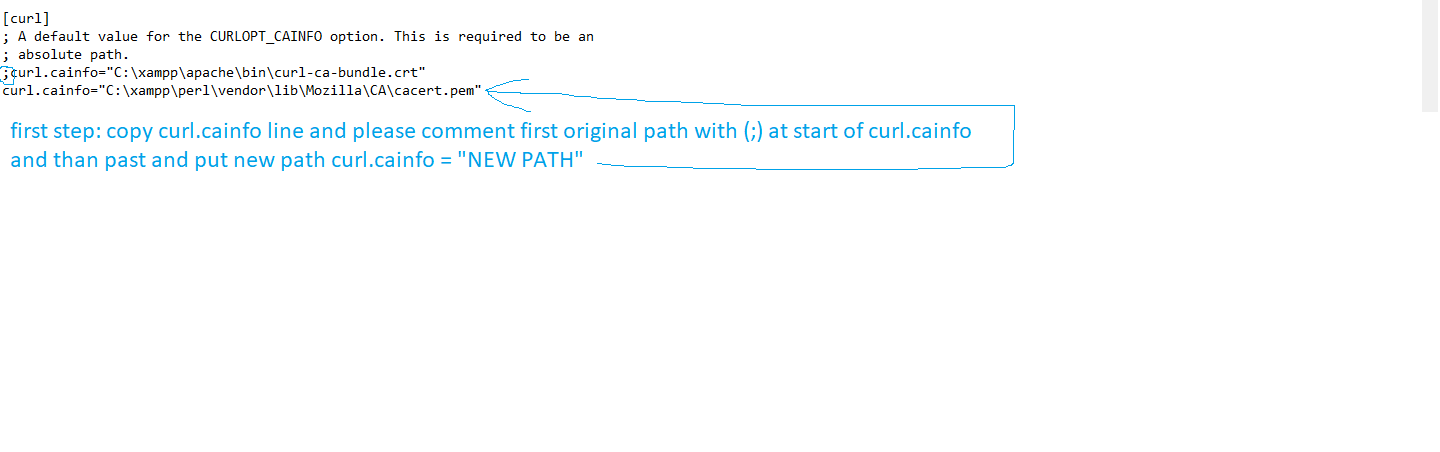 [curl]
; A default value for the CURLOPT_CAINFO option. This is required to be an
; absolute path.
;curl.cainfo="C:\xampp\apache\bin\curl-ca-bundle.crt"
curl.cainfo="C:\xampp\perl\vendor\lib\Mozilla\CA\cacert.pem"
first step: copy curl.cainfo line and please comment first original path with (;) at start of curl.cainfo
and than past and put new path curl.cainfo = "NEW PATH"